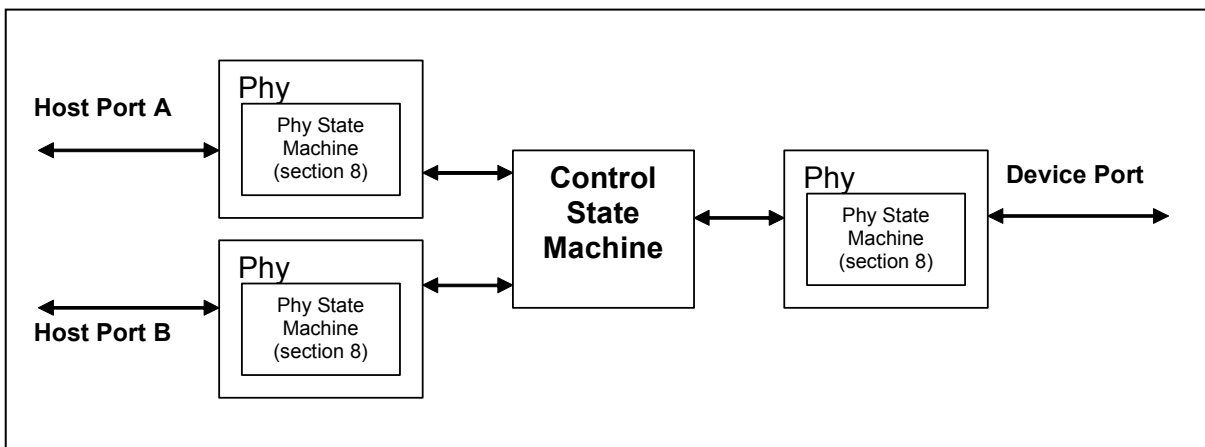 Host Port A
Phy
Phy State
Machine
(section 8)
Host Port B
Phy
Phy State
Machine
(section 8)
Control
State
Machine
Phy
Phy State
Machine
(section 8)
Device Port